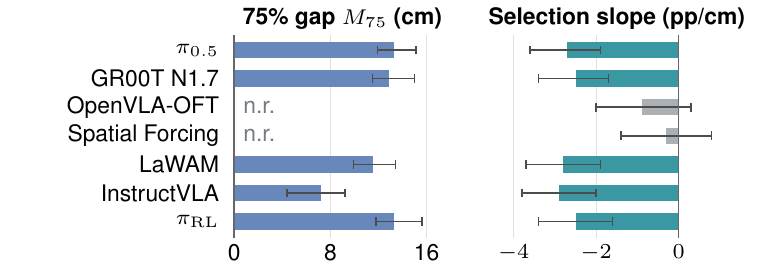 75% gap M₇₅ (cm) Selection slope (pp/cm)
π₀.₅
GR00T N1.7
OpenVLA-OFT n.r.
Spatial Forcing n.r.
LaWAM
InstructVLA
π_RL
0 8 16 −4 −2 0